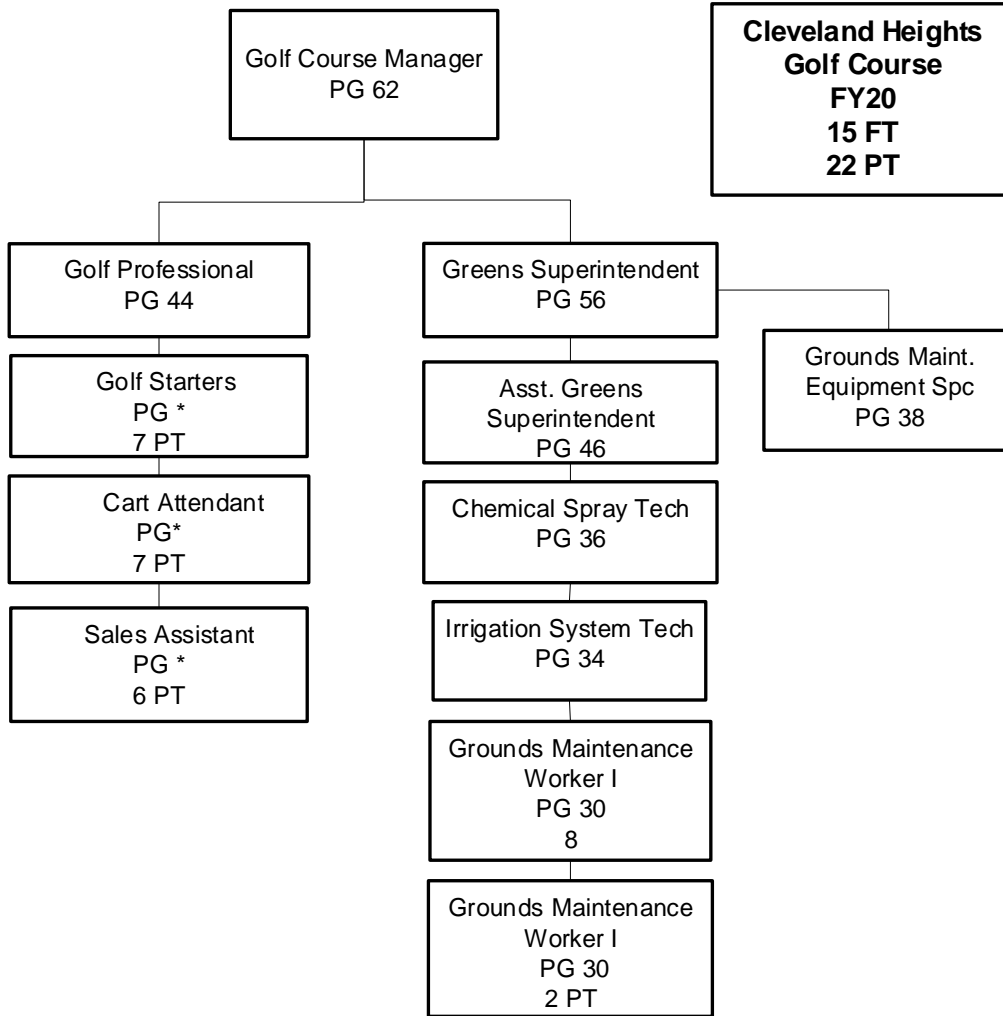 Golf Course Manager
PG 62
Cleveland Heights
Golf Course
FY20
15 FT
22 PT
Golf Professional
PG 44
Golf Starters
PG *
7 PT
Cart Attendant
PG*
7 PT
Sales Assistant
PG *
6 PT
Greens Superintendent
PG 56
Asst. Greens
Superintendent
PG 46
Chemical Spray Tech
PG 36
Irrigation System Tech
PG 34
Grounds Maintenance
Worker I
PG 30
8
Grounds Maintenance
Worker I
PG 30
2 PT
Grounds Maint.
Equipment Spc
PG 38